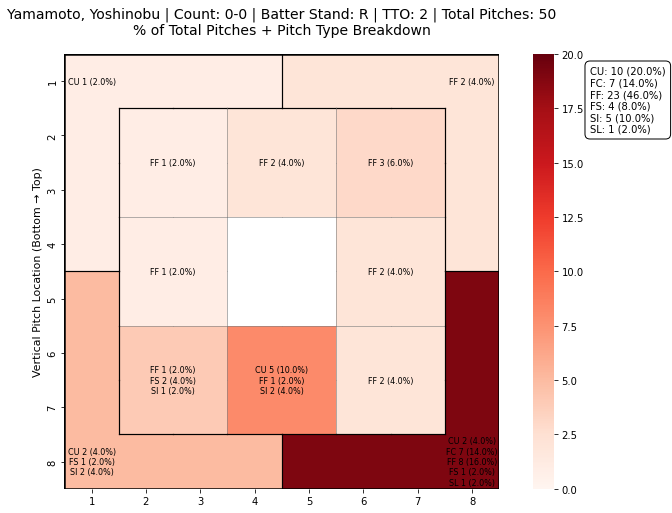 Yamamoto, Yoshinobu | Count: 0-0 | Batter Stand: R | TTO: 2 | Total Pitches: 50
% of Total Pitches + Pitch Type Breakdown
CU 1 (2.0%)
FF 2 (4.0%)
FF 1 (2.0%)
FF 2 (4.0%)
FF 3 (6.0%)
FF 1 (2.0%)
FF 2 (4.0%)
FF 1 (2.0%)
FS 2 (4.0%)
SI 1 (2.0%)
CU 5 (10.0%)
FF 1 (2.0%)
SI 2 (4.0%)
FF 2 (4.0%)
CU 2 (4.0%)
FS 1 (2.0%)
SI 2 (4.0%)
CU 2 (4.0%)
FC 7 (14.0%)
FF 8 (16.0%)
FS 1 (2.0%)
SL 1 (2.0%)
Vertical Pitch Location (Bottom → Top)
1
2
3
4
5
6
7
8
1
2
3
4
5
6
7
8
20.0
17.5
15.0
12.5
10.0
7.5
5.0
2.5
0.0
CU: 10 (20.0%)
FC: 7 (14.0%)
FF: 23 (46.0%)
FS: 4 (8.0%)
SI: 5 (10.0%)
SL: 1 (2.0%)